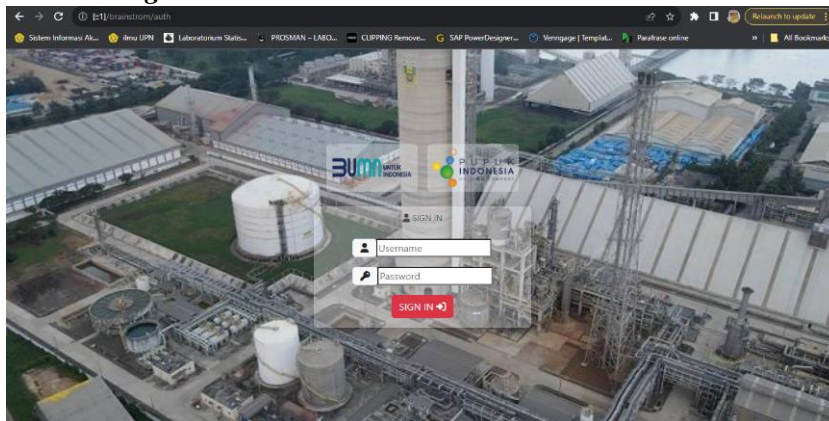 [::1]/brainstrom/auth
Relaunch to update
Sistem Informasi Ak...
ilmu UPN
Laboratorium Statis...
PROSMAN – LABO...
CLIPPING Remove...
SAP PowerDesigner...
Venngage | Templat...
Parafrase online
»
All Bookmarks
BUMN UNTUK
INDONESIA
PUPUK
INDONESIA
SIGN IN
Username
Password
SIGN IN